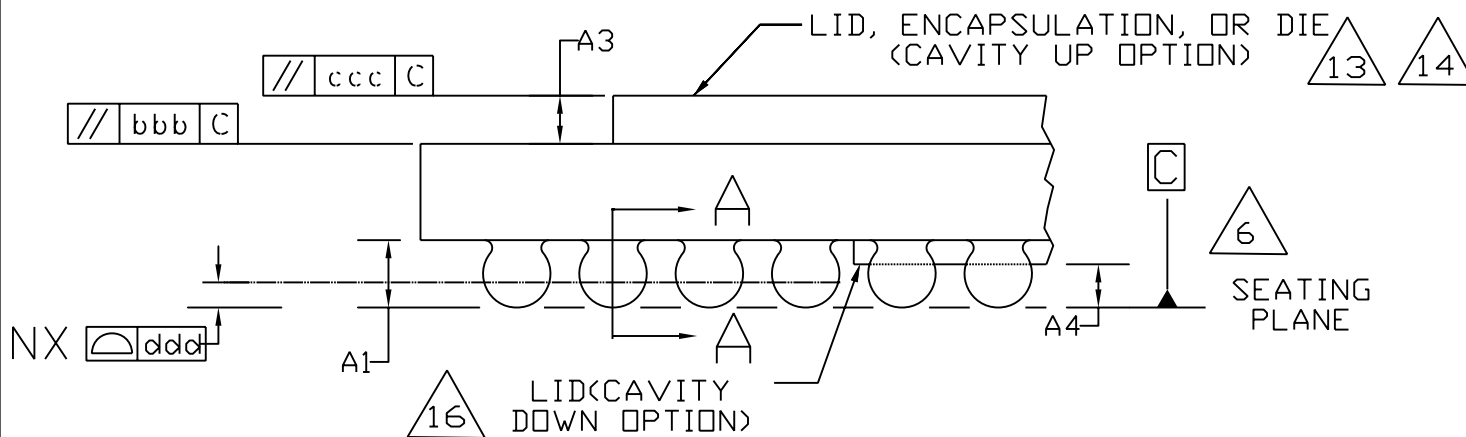 LID, ENCAPSULATION, OR DIE
(CAVITY UP OPTION)
13
14
A3
// ccc C
// bbb C
A
C
6
SEATING
PLANE
NX ⌓ ddd
A1
A
A4
16
LID(CAVITY
DOWN OPTION)